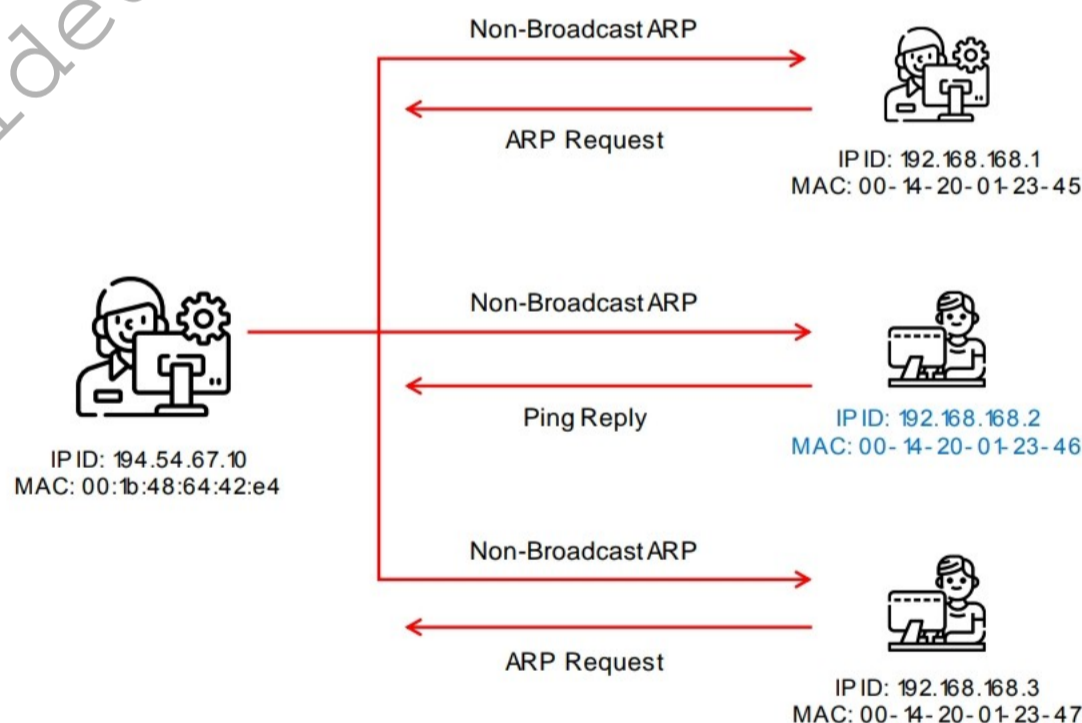 Non-Broadcast ARP
ARP Request
IP ID: 192.168.168.1
MAC: 00-14-20-01-23-45
Non-Broadcast ARP
Ping Reply
IP ID: 192.168.168.2
MAC: 00-14-20-01-23-46
IP ID: 194.54.67.10
MAC: 00:1b:48:64:42:e4
Non-Broadcast ARP
ARP Request
IP ID: 192.168.168.3
MAC: 00-14-20-01-23-47